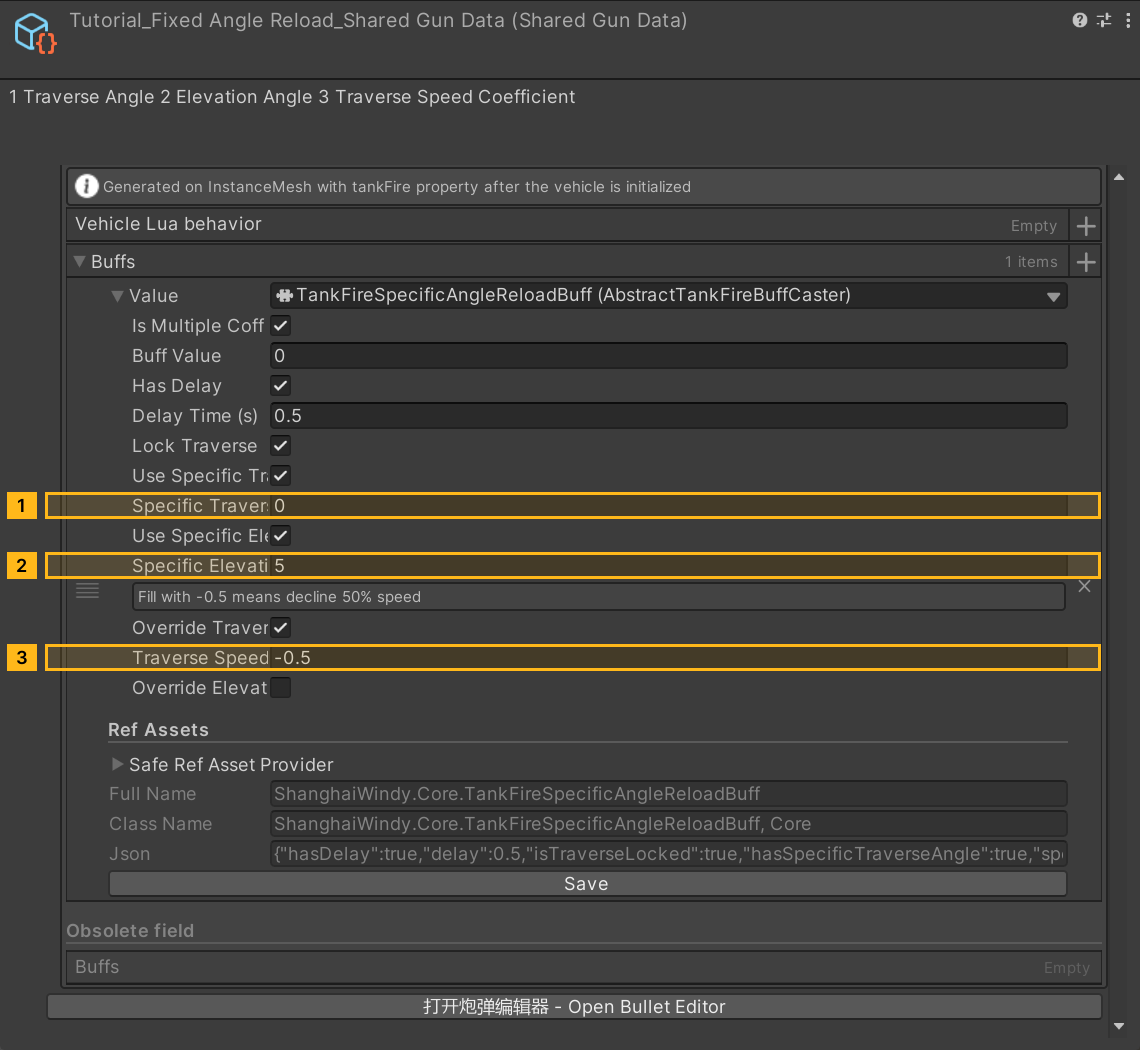 Tutorial_Fixed Angle Reload_Shared Gun Data (Shared Gun Data)
1 Traverse Angle 2 Elevation Angle 3 Traverse Speed Coefficient
Generated on InstanceMesh with tankFire property after the vehicle is initialized
Vehicle Lua behavior Empty
Buffs 1 items
Value TankFireSpecificAngleReloadBuff (AbstractTankFireBuffCaster)
Is Multiple Coff
Buff Value 0
Has Delay
Delay Time (s) 0.5
Lock Traverse
Use Specific Tra
1 Specific Travers 0
Use Specific Ele
2 Specific Elevati 5
Fill with -0.5 means decline 50% speed
Override Traver
3 Traverse Speed -0.5
Override Elevat
Ref Assets
Safe Ref Asset Provider
Full Name ShanghaiWindy.Core.TankFireSpecificAngleReloadBuff
Class Name ShanghaiWindy.Core.TankFireSpecificAngleReloadBuff, Core
Json {"hasDelay":true,"delay":0.5,"isTraverseLocked":true,"hasSpecificTraverseAngle":true,"spe
Save
Obsolete field
Buffs Empty
打开炮弹编辑器 - Open Bullet Editor